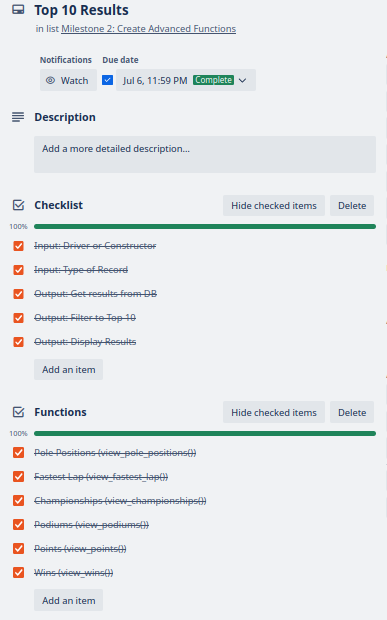 Top 10 Results
in list Milestone 2: Create Advanced Functions
Notifications Due date
Watch Jul 6, 11:59 PM Complete
Description
Add a more detailed description...
Checklist Hide checked items Delete
100%
Input: Driver or Constructor
Input: Type of Record
Output: Get results from DB
Output: Filter to Top 10
Output: Display Results
Add an item
Functions Hide checked items Delete
100%
Pole Positions (view_pole_positions())
Fastest Lap (view_fastest_lap())
Championships (view_championships())
Podiums (view_podiums())
Points (view_points())
Wins (view_wins())
Add an item